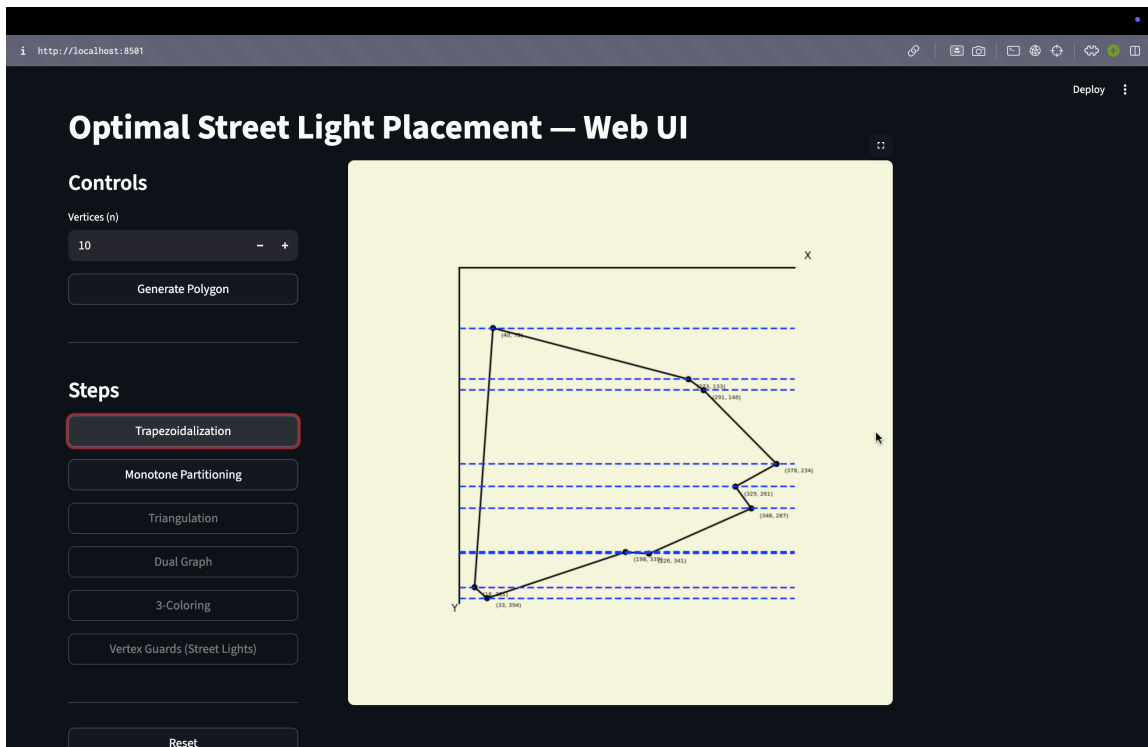 i http://localhost:8501
Deploy
Optimal Street Light Placement — Web UI
Controls
Vertices (n)
10
Generate Polygon
Steps
Trapezoidalization
Monotone Partitioning
Triangulation
Dual Graph
3-Coloring
Vertex Guards (Street Lights)
Reset
X
(291, 146)
(378, 234)
(329, 261)
(348, 287)
(226, 341)
(33, 394)
Y